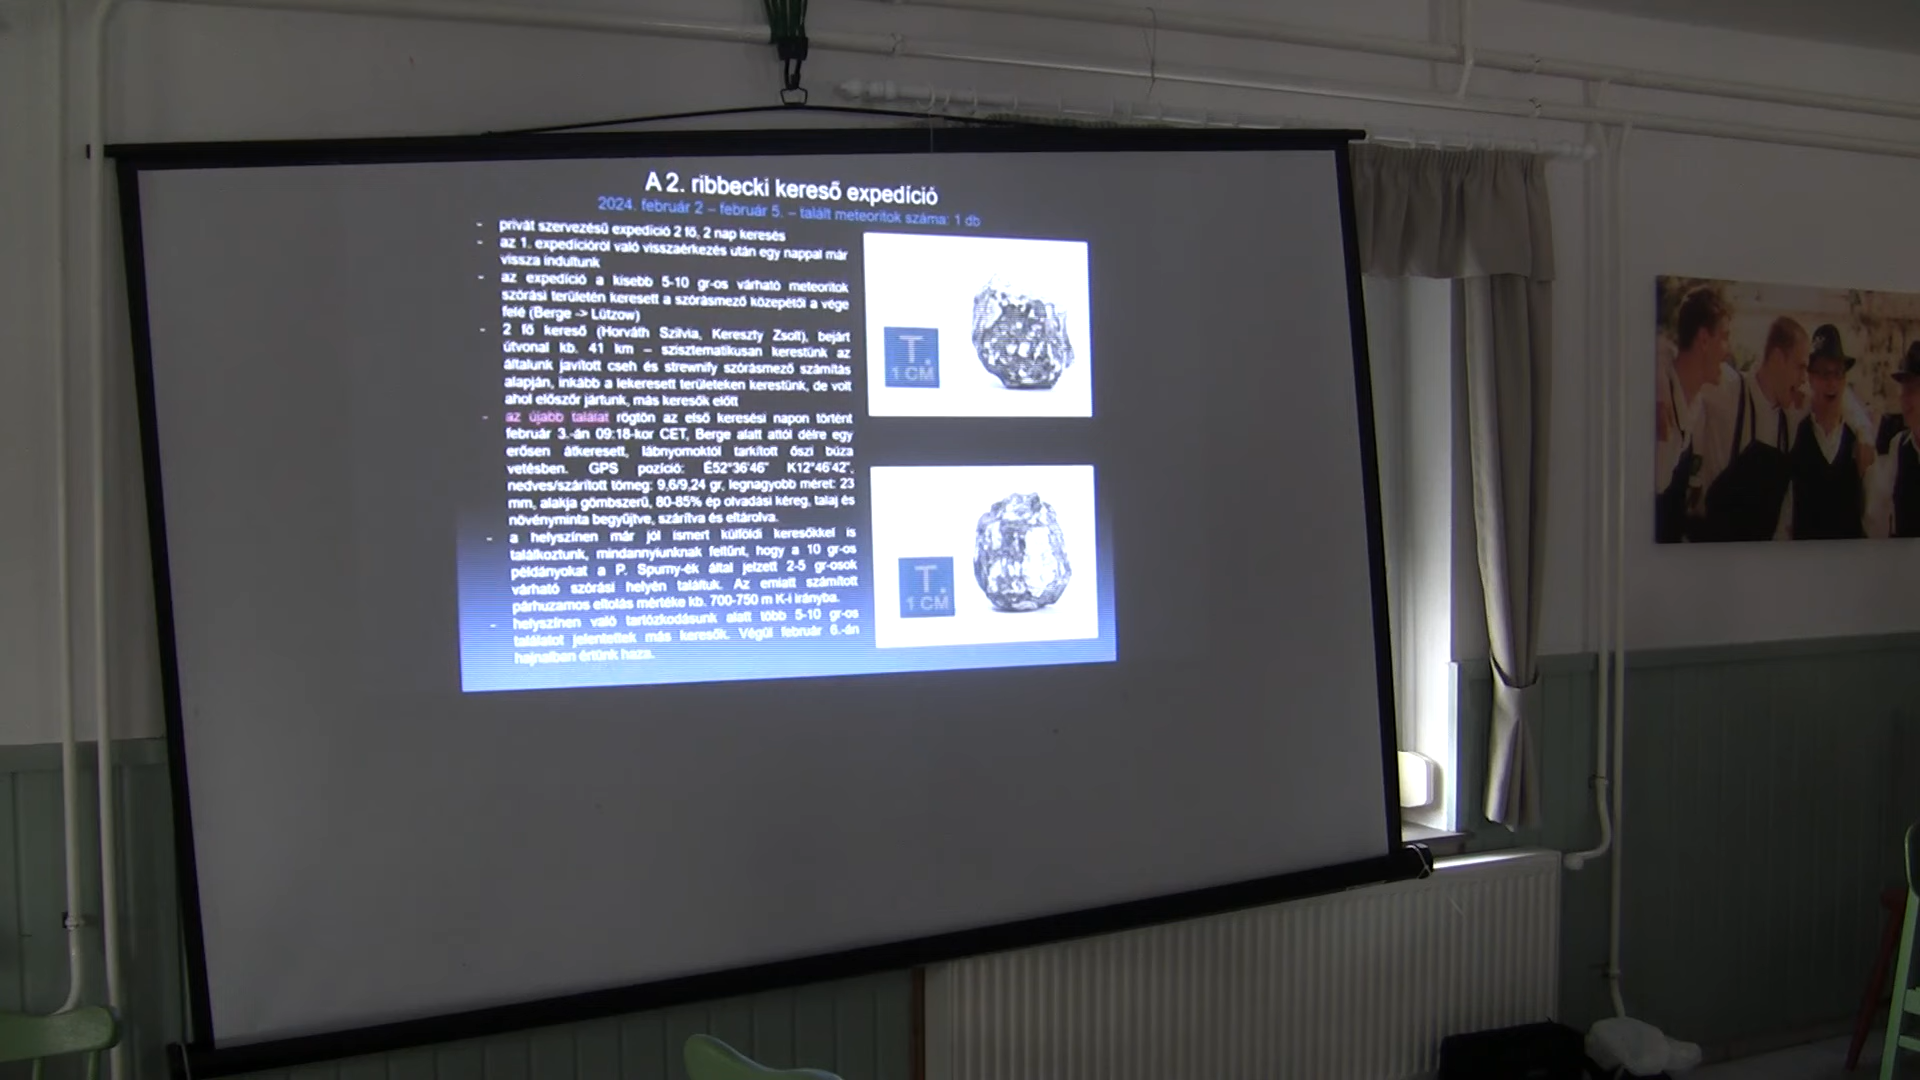 A 2. ribbecki kereső expedíció
2024. február 2 – február 5. – talált meteoritok száma: 1 db
- privát szervezésű expedíció 2 fő, 2 nap keresés
- az 1. expedícióról való visszaérkezés után egy nappal már
vissza indultunk
- az expedíció a kisebb 5-10 gr-os várható meteoritok
szórási területén keresett a szórásmező közepétől a vége
felé (Berge -> Lützow)
- 2 fő kereső (Horváth Szilvia, Kereszty Zsolt), bejárt
útvonal kb. 41 km – szisztematikusan kerestünk az
általunk javított cseh és strewnify szórásmező számítás
alapján, inkább a lekeresett területeken kerestünk, de volt
ahol először jártunk, más keresők előtt
- az újabb találat rögtön az első keresési napon történt
február 3.-án 09:18-kor CET, Berge alatt attól délre egy
erősen átkeresett, lábnyomoktól tarkított őszi búza
vetésben. GPS pozíció: É52°36'46" K12°46'42",
nedves/szárított tömeg: 9,6/9,24 gr, legnagyobb méret: 23
mm, alakja gömbszerű, 80-85% ép olvadási kéreg, talaj és
növényminta begyűjtve, szárítva és eltárolva.
- a helyszínen már jól ismert külföldi keresőkkel is
találkoztunk, mindannyiunknak feltűnt, hogy a 10 gr-os
példányokat a P. Spurny-ék által jelzett 2-5 gr-osok
várható szórási helyén találtuk. Az emiatt számított
párhuzamos eltolás mértéke kb. 700-750 m K-i irányba.
- helyszínen való tartózkodásunk alatt több 5-10 gr-os
találatot jelentettek más keresők. Végül február 6.-án
hajnalban értünk haza.
T.
1 CM
T.
1 CM